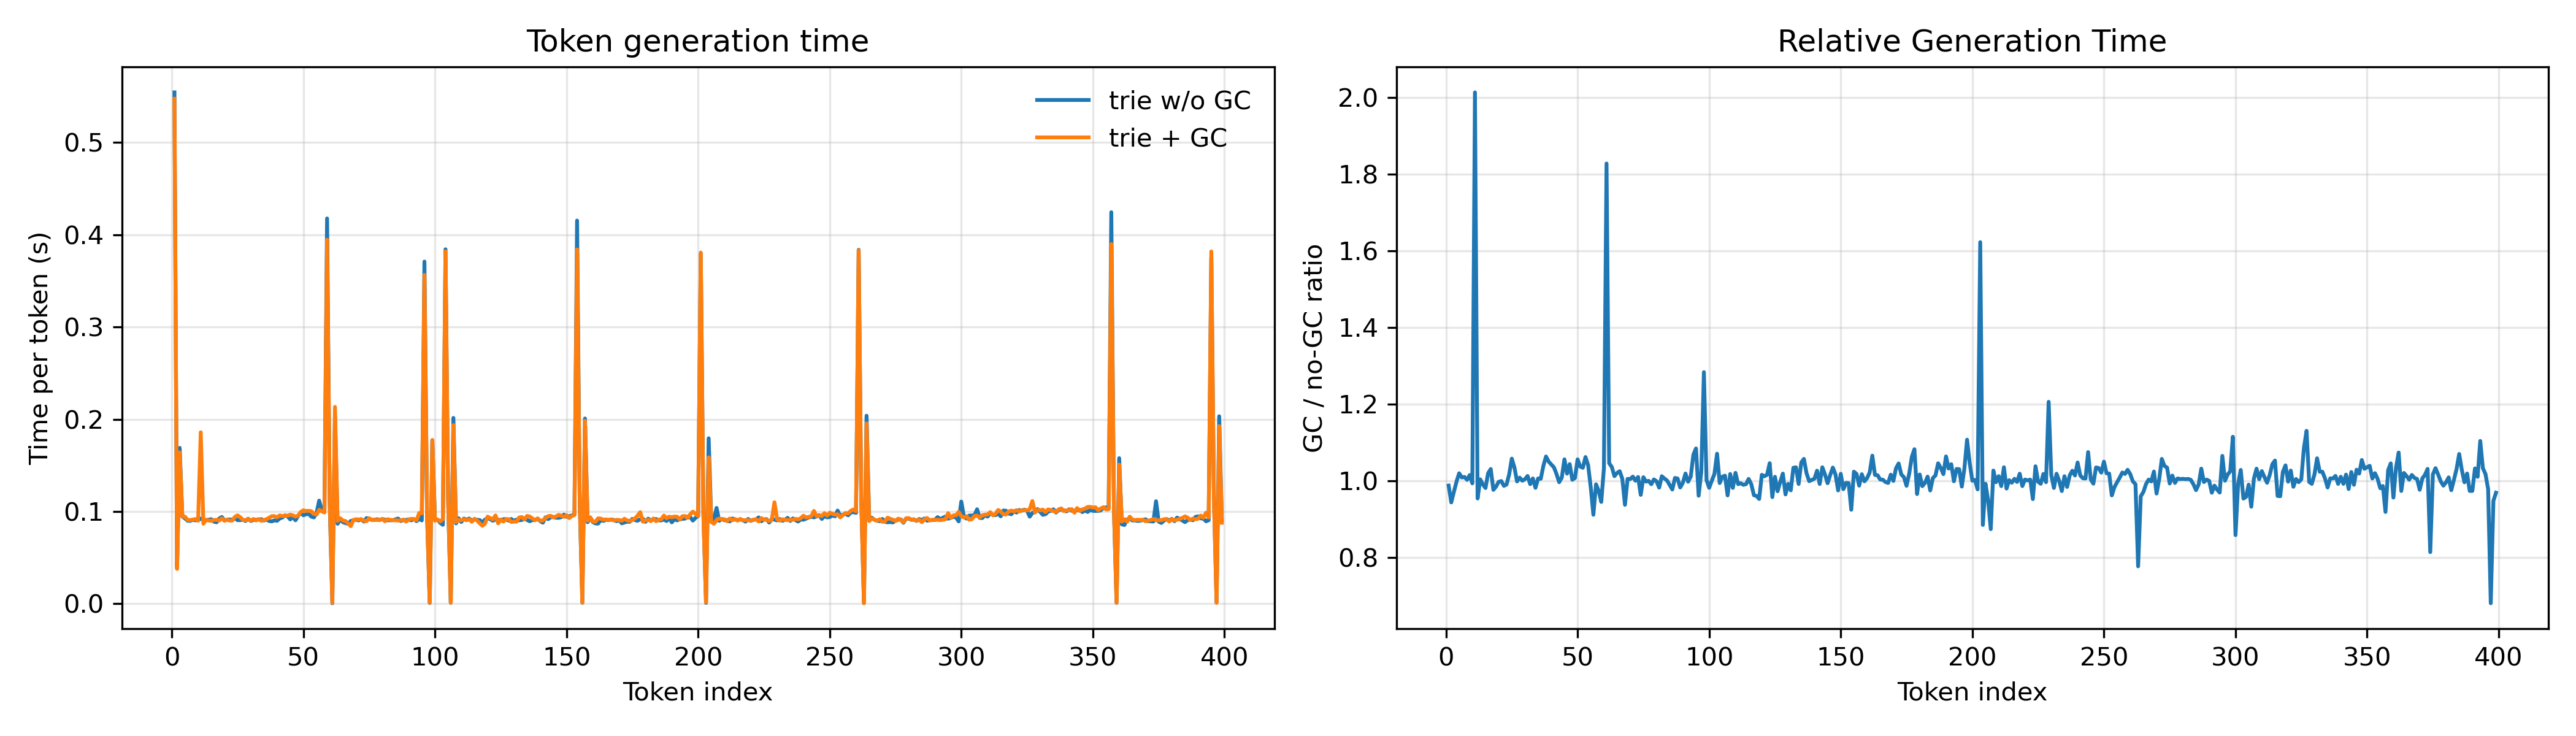 Token generation time
Time per token (s)
0.5
0.4
0.3
0.2
0.1
0.0
trie w/o GC
trie + GC
0 50 100 150 200 250 300 350 400
Token index
Relative Generation Time
GC / no-GC ratio
2.0
1.8
1.6
1.4
1.2
1.0
0.8
0 50 100 150 200 250 300 350 400
Token index